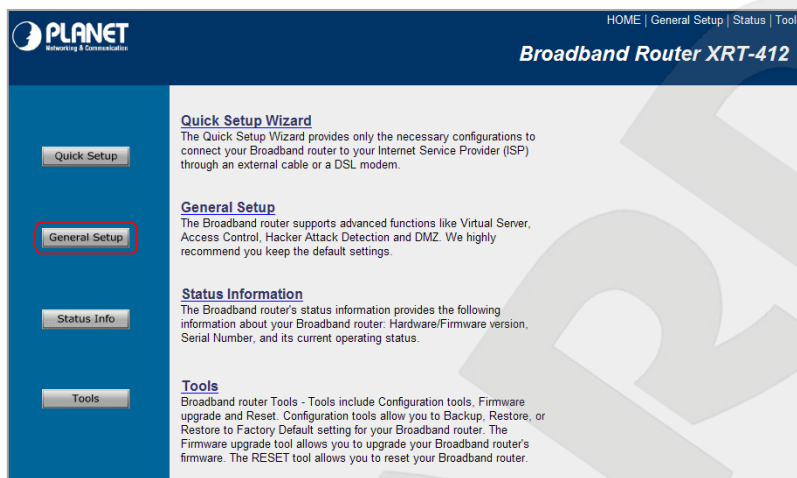 PLANET
Networking & Communication
HOME | General Setup | Status | Tool
Broadband Router XRT-412
Quick Setup
General Setup
Status Info
Tools
Quick Setup Wizard
The Quick Setup Wizard provides only the necessary configurations to
connect your Broadband router to your Internet Service Provider (ISP)
through an external cable or a DSL modem.
General Setup
The Broadband router supports advanced functions like Virtual Server,
Access Control, Hacker Attack Detection and DMZ. We highly
recommend you keep the default settings.
Status Information
The Broadband router's status information provides the following
information about your Broadband router: Hardware/Firmware version,
Serial Number, and its current operating status.
Tools
Broadband router Tools - Tools include Configuration tools, Firmware
upgrade and Reset. Configuration tools allow you to Backup, Restore, or
Restore to Factory Default setting for your Broadband router. The
Firmware upgrade tool allows you to upgrade your Broadband router's
firmware. The RESET tool allows you to reset your Broadband router.